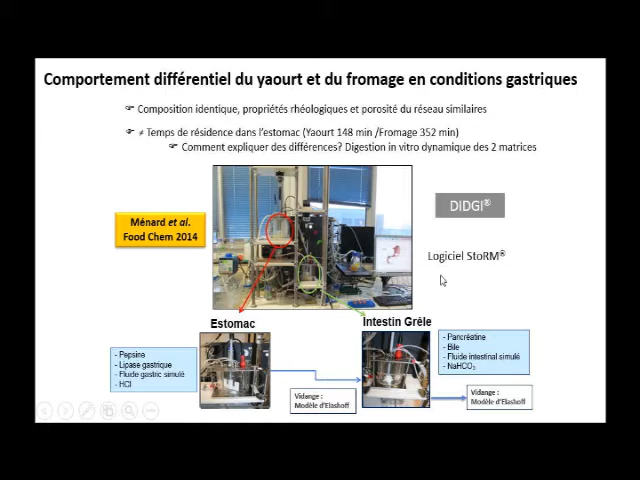 Comportement différentiel du yaourt et du fromage en conditions gastriques
Composition identique, propriétés rhéologiques et porosité du réseau similaires
≠ Temps de résidence dans l'estomac (Yaourt 148 min /Fromage 352 min)
Comment expliquer des différences? Digestion in vitro dynamique des 2 matrices
Ménard et al.
Food Chem 2014
DIDGI®
Logiciel StoRM®
Estomac
Intestin Grêle
- Pepsine
- Lipase gastrique
- Fluide gastric simulé
- HCl
- Pancréatine
- Bile
- Fluide intestinal simulé
- NaHCO3
Vidange :
Modèle d'Elashoff
Vidange :
Modèle d'Elashoff